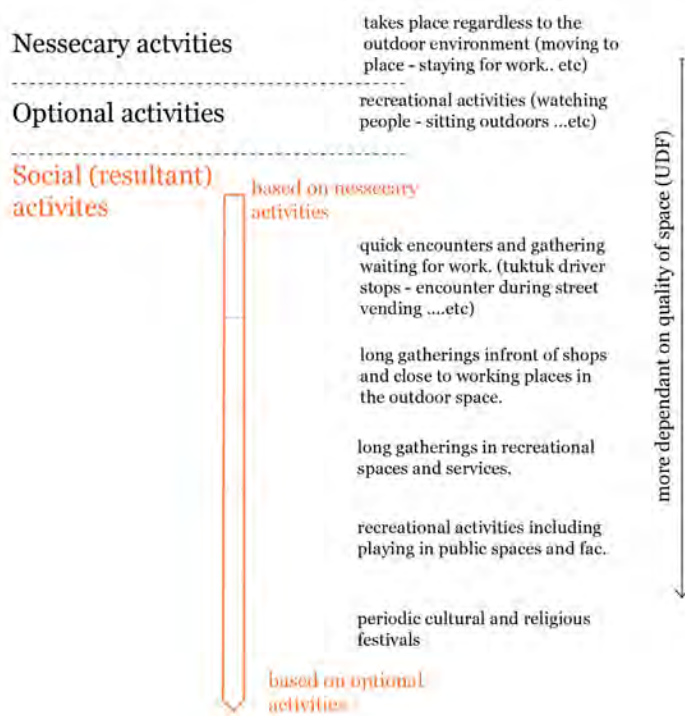 Nessecary actvities
takes place regardless to the
outdoor environment (moving to
place - staying for work.. etc)
Optional activities
recreational activities (watching
people - sitting outdoors ...etc)
Social (resultant)
activites
based on nessecary
activities
quick encounters and gathering
waiting for work. (tuktuk driver
stops - encounter during street
vending ....etc)
long gatherings infront of shops
and close to working places in
the outdoor space.
long gatherings in recreational
spaces and services.
recreational activities including
playing in public spaces and fac.
periodic cultural and religious
festivals
based on optional
activities
more dependant on quality of space (UDF)